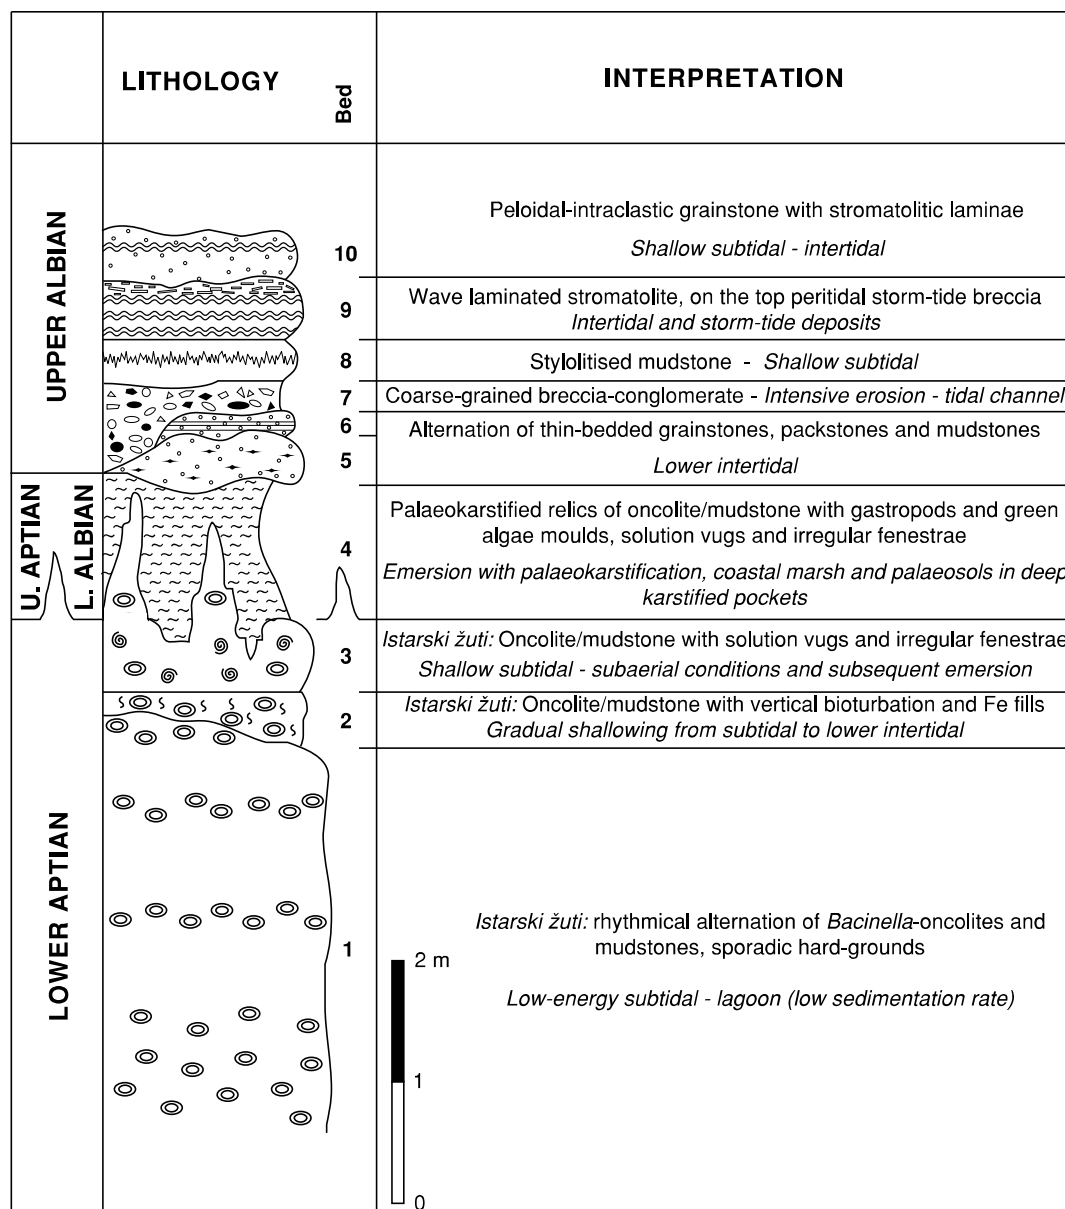 LITHOLOGY
Bed
INTERPRETATION
UPPER ALBIAN
10
Peloidal-intraclastic grainstone with stromatolitic laminae
Shallow subtidal - intertidal
9
Wave laminated stromatolite, on the top peritidal storm-tide breccia
Intertidal and storm-tide deposits
8
Stylolitised mudstone - Shallow subtidal
7
Coarse-grained breccia-conglomerate - Intensive erosion - tidal channel
6
5
Alternation of thin-bedded grainstones, packstones and mudstones
Lower intertidal
U. APTIAN
L. ALBIAN
4
Palaeokarstified relics of oncolite/mudstone with gastropods and green
algae moulds, solution vugs and irregular fenestrae
Emersion with palaeokarstification, coastal marsh and palaeosols in deep
karstified pockets
LOWER APTIAN
3
Istarski žuti: Oncolite/mudstone with solution vugs and irregular fenestrae
Shallow subtidal - subaerial conditions and subsequent emersion
2
Istarski žuti: Oncolite/mudstone with vertical bioturbation and Fe fills
Gradual shallowing from subtidal to lower intertidal
1
Istarski žuti: rhythmical alternation of Bacinella-oncolites and
mudstones, sporadic hard-grounds
Low-energy subtidal - lagoon (low sedimentation rate)
2 m
1
0